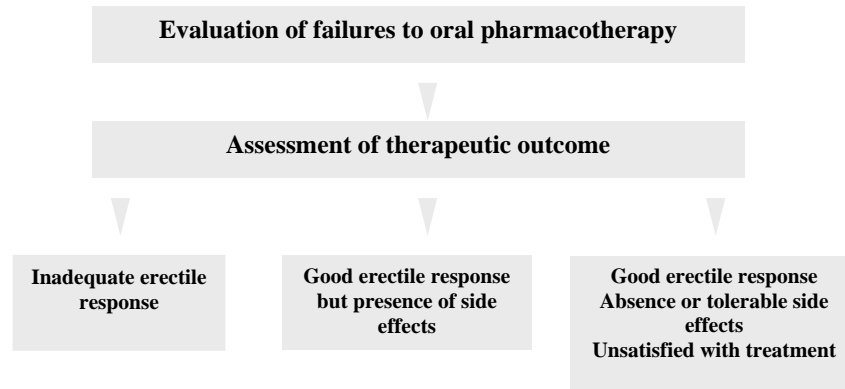 Evaluation of failures to oral pharmacotherapy
Assessment of therapeutic outcome
Inadequate erectile
response
Good erectile response
but presence of side
effects
Good erectile response
Absence or tolerable side
effects
Unsatisfied with treatment